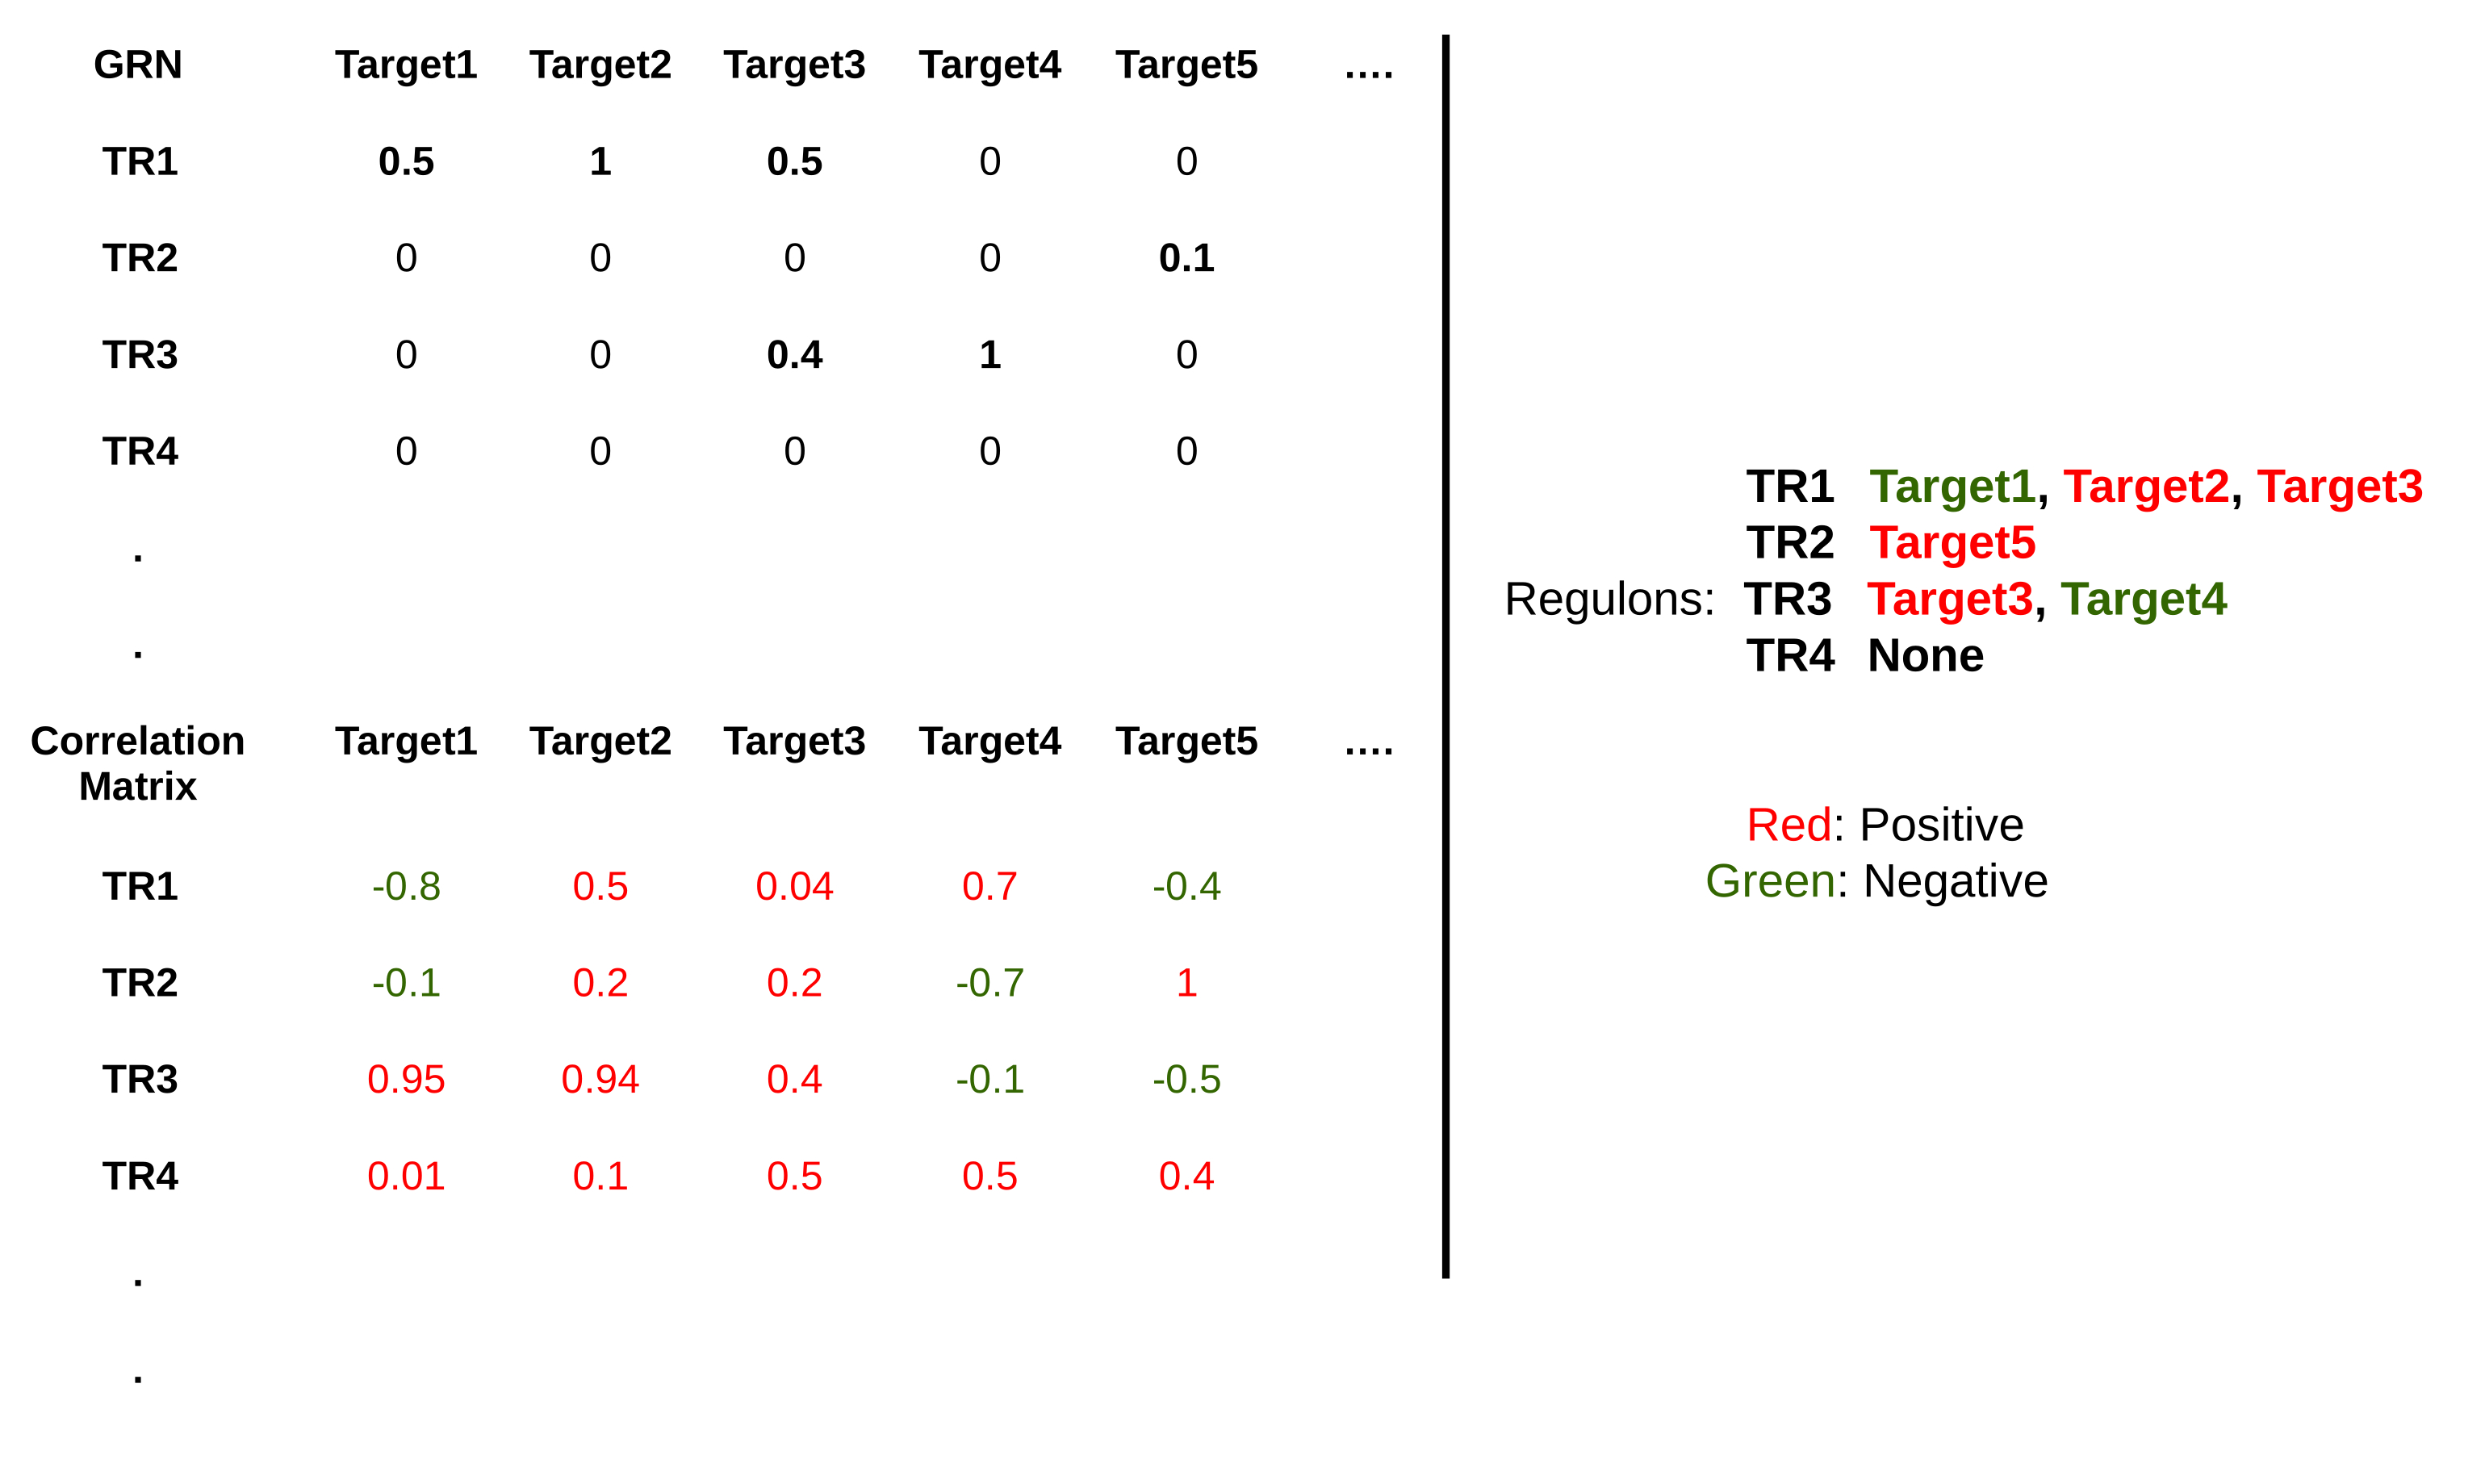 GRN Target1 Target2 Target3 Target4 Target5 ....
TR1 0.5 1 0.5 0 0
TR2 0 0 0 0 0.1
TR3 0 0 0.4 1 0
TR4 0 0 0 0 0
.
.
Correlation Matrix Target1 Target2 Target3 Target4 Target5 ....
TR1 -0.8 0.5 0.04 0.7 -0.4
TR2 -0.1 0.2 0.2 -0.7 1
TR3 0.95 0.94 0.4 -0.1 -0.5
TR4 0.01 0.1 0.5 0.5 0.4
.
.
TR1 Target1, Target2, Target3
TR2 Target5
Regulons: TR3 Target3, Target4
TR4 None
Red: Positive
Green: Negative